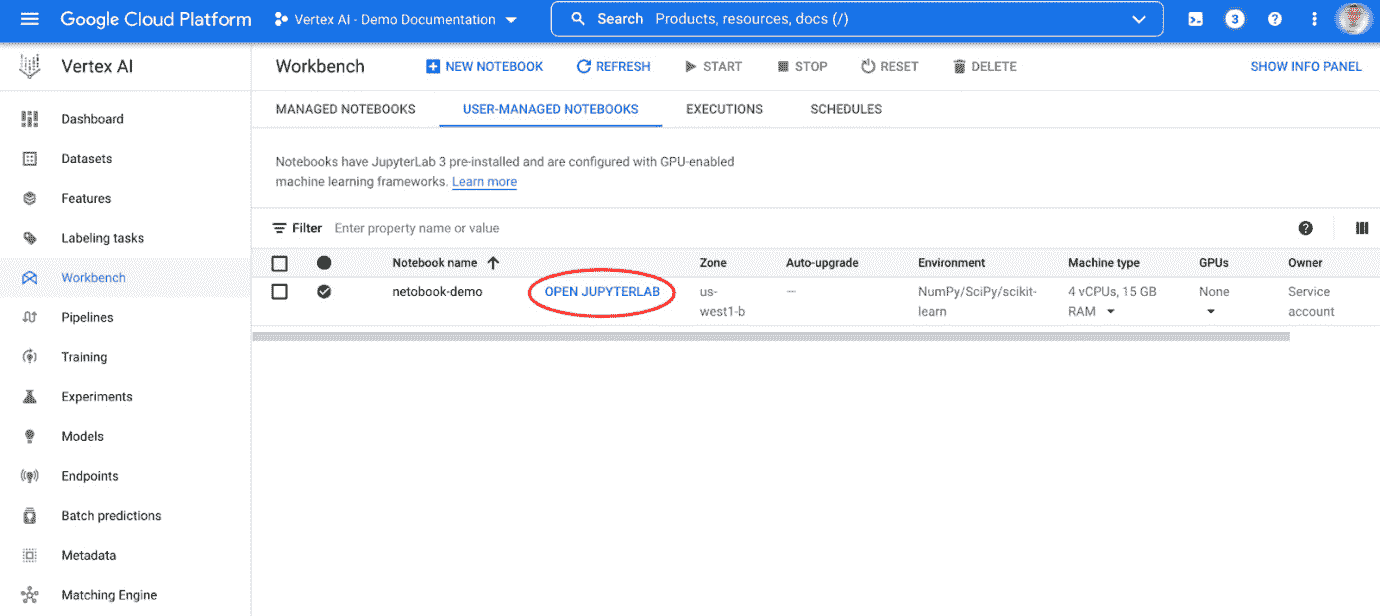 Google Cloud Platform
Vertex AI - Demo Documentation
Search Products, resources, docs (/)
3
Vertex AI
Workbench
NEW NOTEBOOK
REFRESH
START
STOP
RESET
DELETE
SHOW INFO PANEL
MANAGED NOTEBOOKS
USER-MANAGED NOTEBOOKS
EXECUTIONS
SCHEDULES
Dashboard
Datasets
Features
Labeling tasks
Workbench
Pipelines
Training
Experiments
Models
Endpoints
Batch predictions
Metadata
Matching Engine
Notebooks have JupyterLab 3 pre-installed and are configured with GPU-enabled
machine learning frameworks. Learn more
Filter Enter property name or value
Notebook name
Zone
Auto-upgrade
Environment
Machine type
GPUs
Owner
netobook-demo
OPEN JUPYTERLAB
us-
west1-b
—
NumPy/SciPy/scikit-
learn
4 vCPUs, 15 GB
RAM
None
Service
account